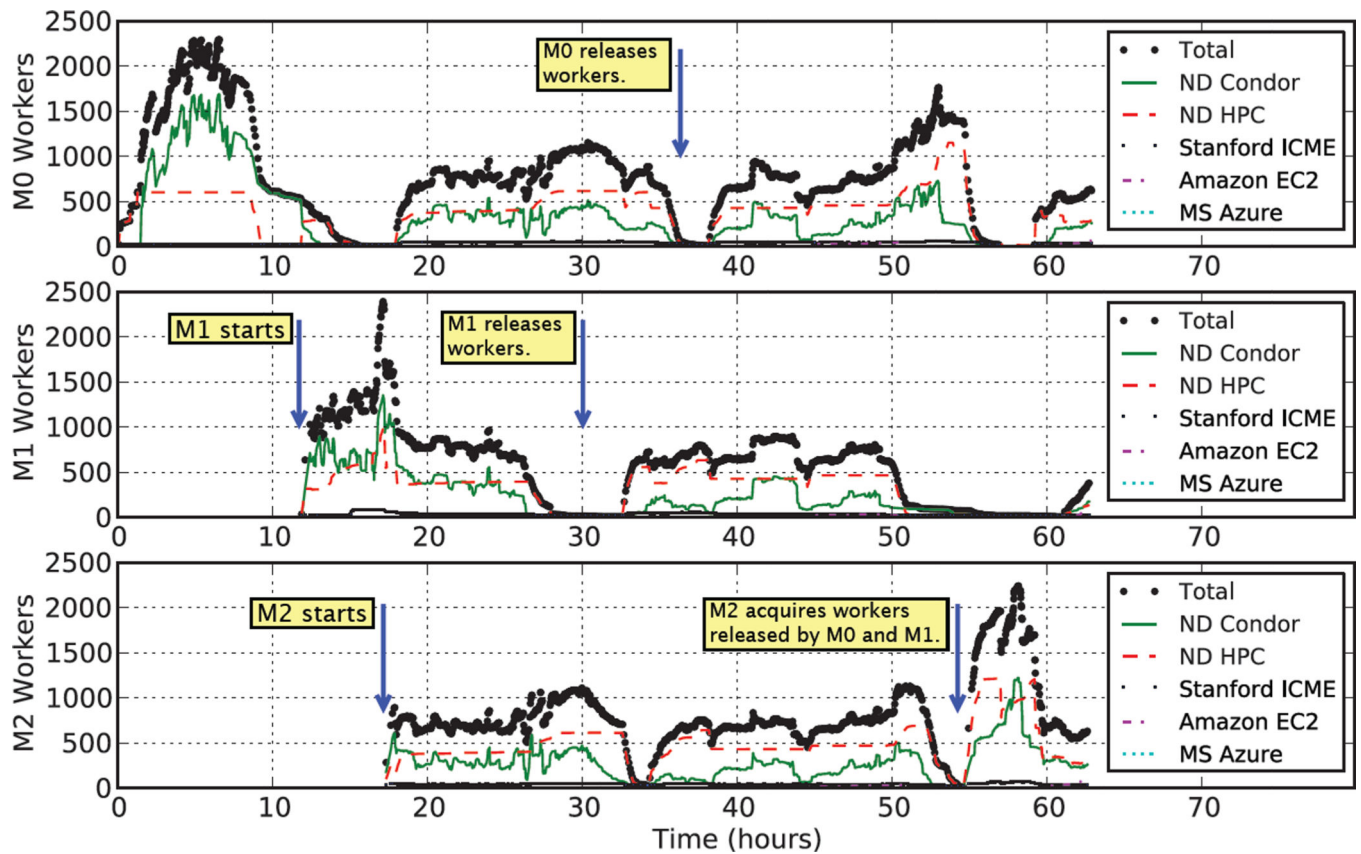 2500
2000
1500
1000
500
0
M0 Workers
M0 releases
workers.
Total
ND Condor
ND HPC
Stanford ICME
Amazon EC2
MS Azure
0 10 20 30 40 50 60 70
2500
2000
1500
1000
500
0
M1 Workers
M1 starts
M1 releases
workers.
Total
ND Condor
ND HPC
Stanford ICME
Amazon EC2
MS Azure
0 10 20 30 40 50 60 70
2500
2000
1500
1000
500
0
M2 Workers
M2 starts
M2 acquires workers
released by M0 and M1.
Total
ND Condor
ND HPC
Stanford ICME
Amazon EC2
MS Azure
0 10 20 30 40 50 60 70
Time (hours)